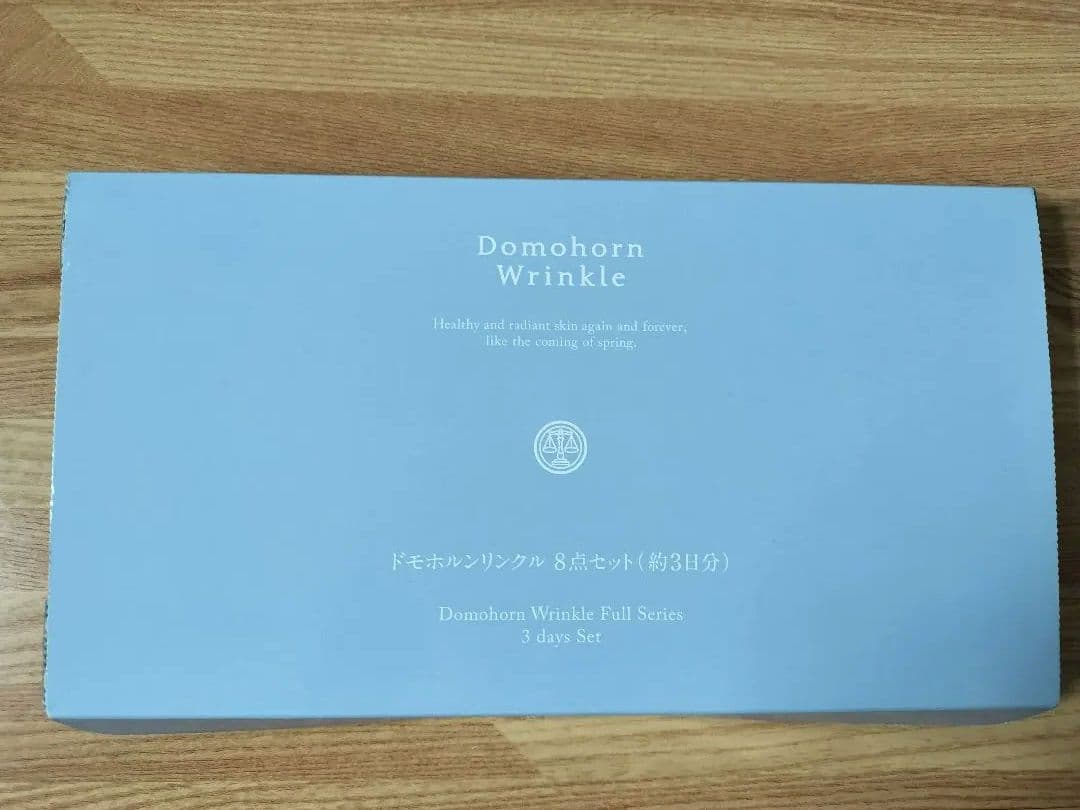 Domohorn
Wrinkle
Healthy and radiant skin again and forever,
like the coming of spring.
ドモホルンリンクル 8点セット(約3日分)
Domohorn Wrinkle Full Series
3 days Set